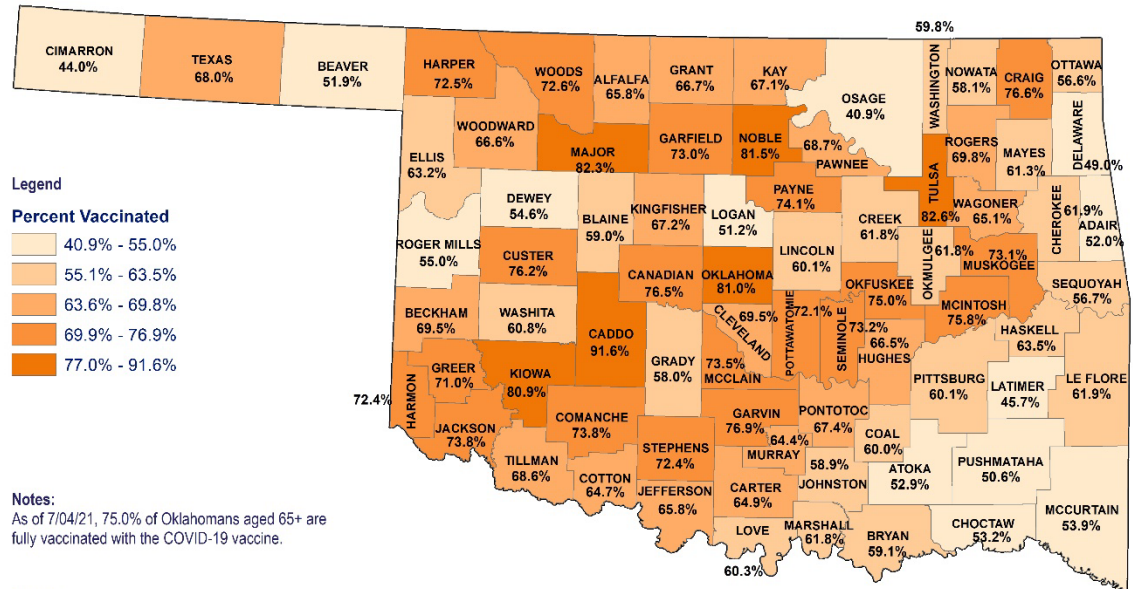 59.8%
CIMARRON
44.0%
TEXAS
68.0%
BEAVER
51.9%
HARPER
72.5%
WOODS
72.6%
ALFALFA
65.8%
GRANT
66.7%
KAY
67.1%
OSAGE
40.9%
WASHINGTON
NOWATA
58.1%
CRAIG
76.6%
OTTAWA
56.6%
DELAWARE
49.0%
ELLIS
63.2%
WOODWARD
66.6%
MAJOR
82.3%
GARFIELD
73.0%
NOBLE
81.5%
68.7%
PAWNEE
TULSA
82.6%
ROGERS
69.8%
MAYES
61.3%
Legend
Percent Vaccinated
40.9% - 55.0%
55.1% - 63.5%
63.6% - 69.8%
69.9% - 76.9%
77.0% - 91.6%
DEWEY
54.6%
BLAINE
59.0%
KINGFISHER
67.2%
LOGAN
51.2%
PAYNE
74.1%
CREEK
61.8%
WAGONER
65.1%
CHEROKEE
61.9%
ADAIR
52.0%
ROGER MILLS
55.0%
CUSTER
76.2%
CANADIAN
76.5%
OKLAHOMA
81.0%
LINCOLN
60.1%
OKMULGEE
61.8%
73.1%
MUSKOGEE
SEQUOYAH
56.7%
BECKHAM
69.5%
WASHITA
60.8%
CADDO
91.6%
GRADY
58.0%
CLEVELAND
69.5%
POTTAWATOMIE
72.1%
SEMINOLE
73.2%
OKFUSKEE
75.0%
MCINTOSH
75.8%
HASKELL
63.5%
66.5%
HUGHES
PITTSBURG
60.1%
LATIMER
45.7%
LE FLORE
61.9%
72.4%
HARMON
GREER
71.0%
KIOWA
80.9%
73.5%
MCCLAIN
JACKSON
73.8%
COMANCHE
73.8%
GARVIN
76.9%
PONTOTOC
67.4%
COAL
60.0%
TILLMAN
68.6%
COTTON
64.7%
STEPHENS
72.4%
64.4%
MURRAY
58.9%
JOHNSTON
ATOKA
52.9%
PUSHMATAHA
50.6%
MCCURTAIN
53.9%
JEFFERSON
65.8%
CARTER
64.9%
LOVE
60.3%
MARSHALL
61.8%
BRYAN
59.1%
CHOCTAW
53.2%
Notes:
As of 7/04/21, 75.0% of Oklahomans aged 65+ are
fully vaccinated with the COVID-19 vaccine.